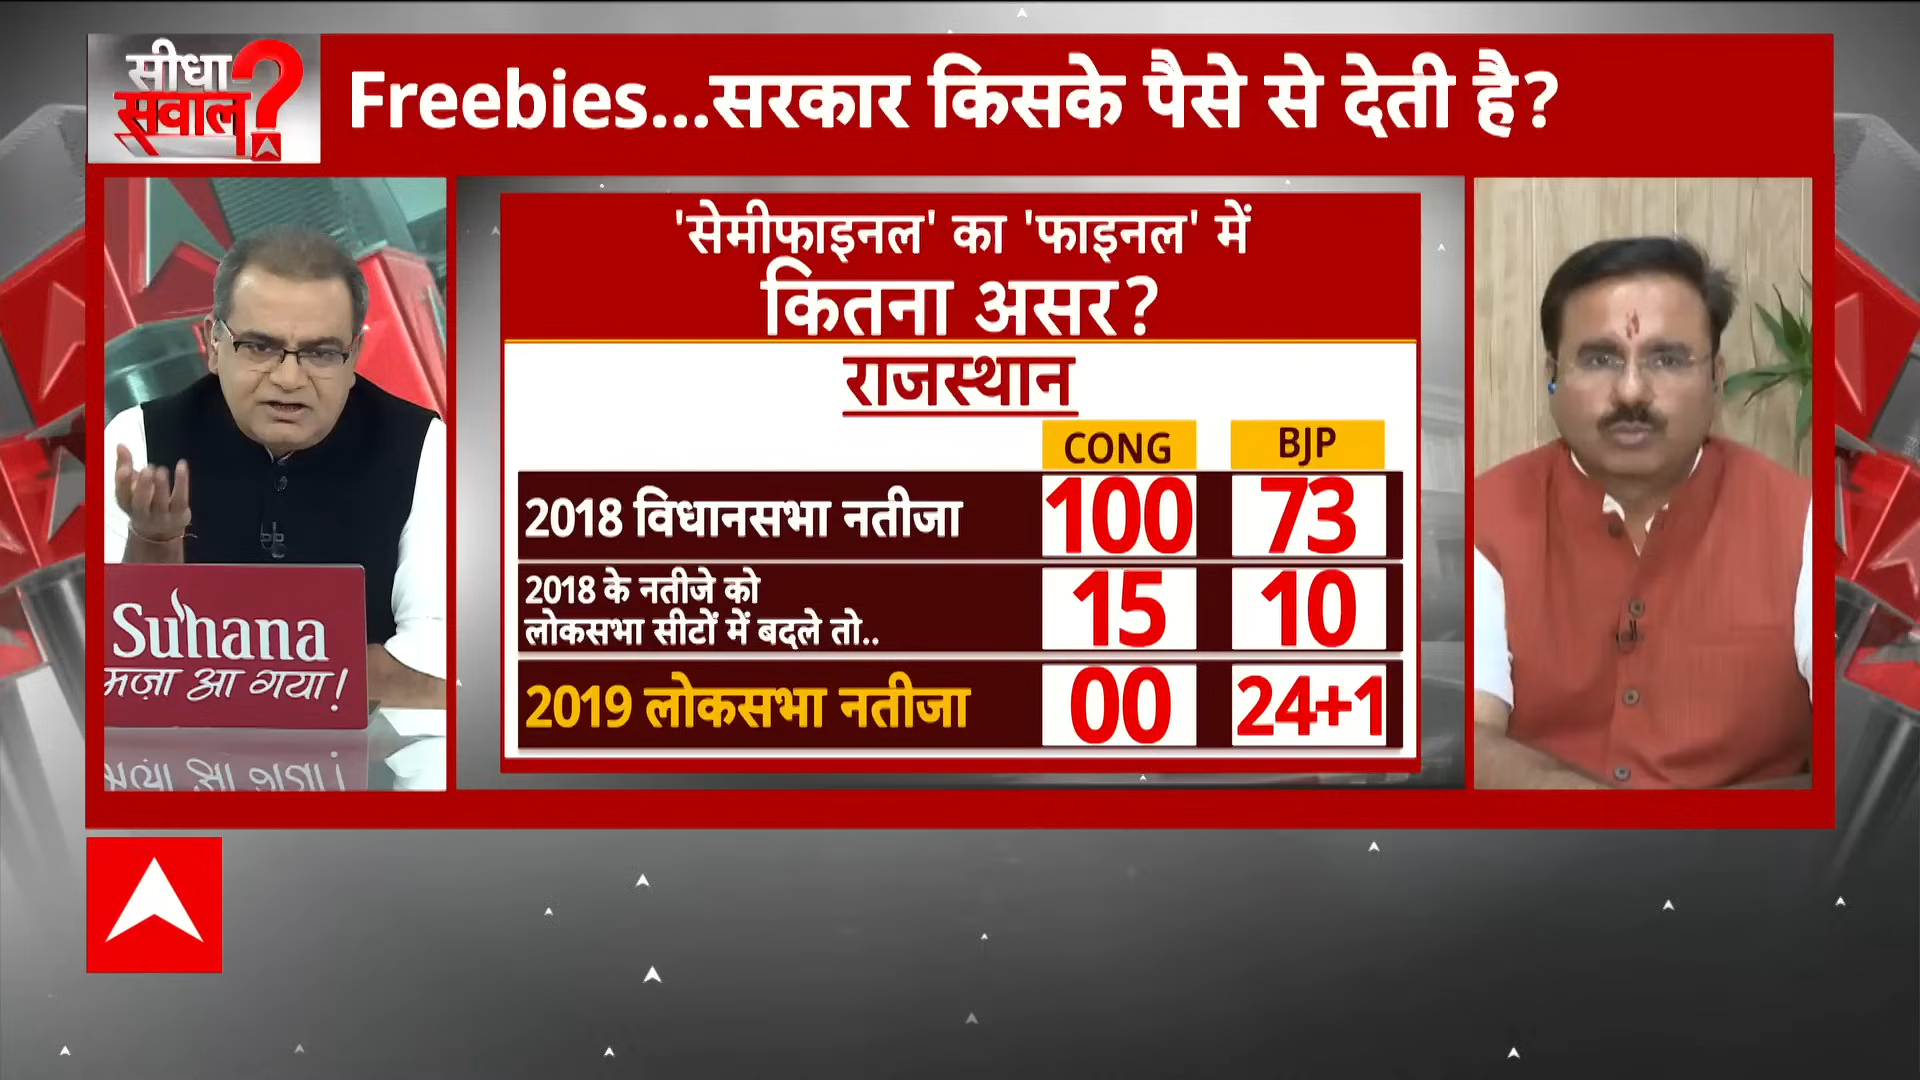 सीधा
सवाल?
Freebies...सरकार किसके पैसे से देती है?
'सेमीफाइनल' का 'फाइनल' में
कितना असर?
राजस्थान
CONG BJP
2018 विधानसभा नतीजा 100 73
2018 के नतीजे को
लोकसभा सीटों में बदले तो.. 15 10
2019 लोकसभा नतीजा 00 24+1
Suhana
मज़ा आ गया!